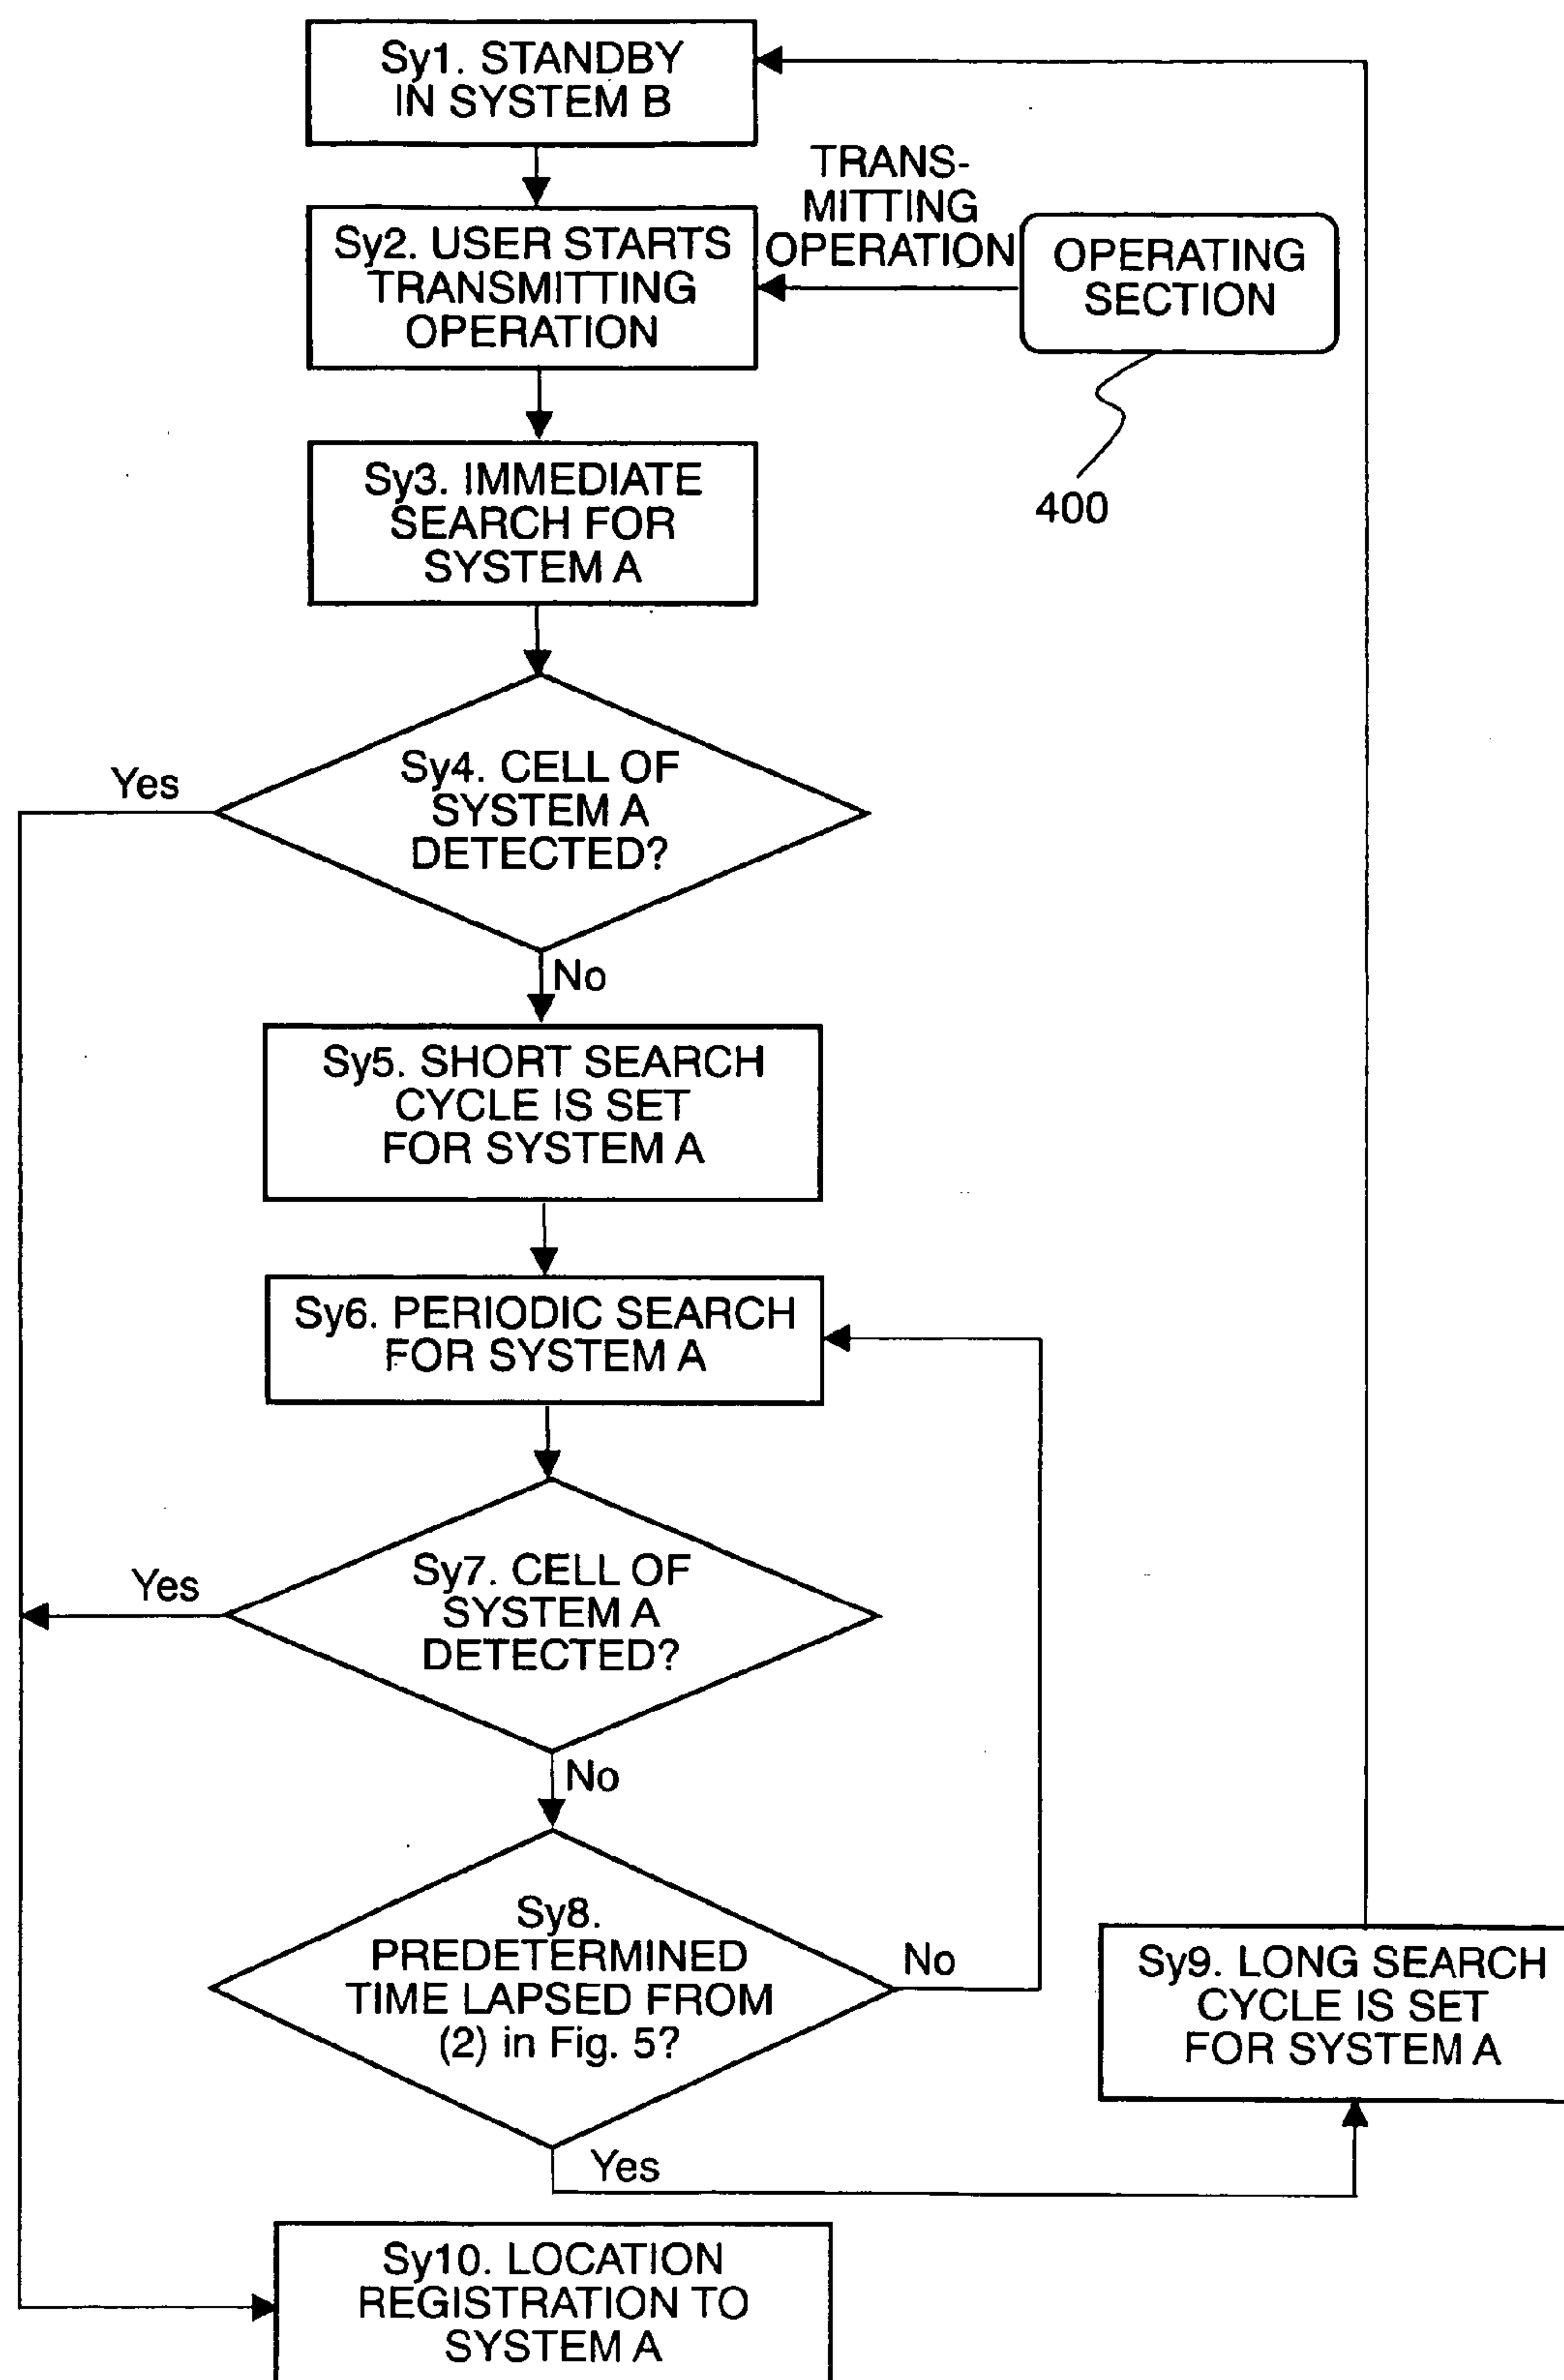 Sy1. STANDBY
IN SYSTEM B
TRANS-
MITTING
OPERATION
Sy2. USER STARTS
TRANSMITTING
OPERATION
OPERATING
SECTION
400
Sy3. IMMEDIATE
SEARCH FOR
SYSTEM A
Yes
Sy4. CELL OF
SYSTEM A
DETECTED?
No
Sy5. SHORT SEARCH
CYCLE IS SET
FOR SYSTEM A
Sy6. PERIODIC SEARCH
FOR SYSTEM A
Yes
Sy7. CELL OF
SYSTEM A
DETECTED?
No
Sy8.
PREDETERMINED
TIME LAPSED FROM
(2) in Fig. 5?
No
Sy9. LONG SEARCH
CYCLE IS SET
FOR SYSTEM A
Yes
Sy10. LOCATION
REGISTRATION TO
SYSTEM A